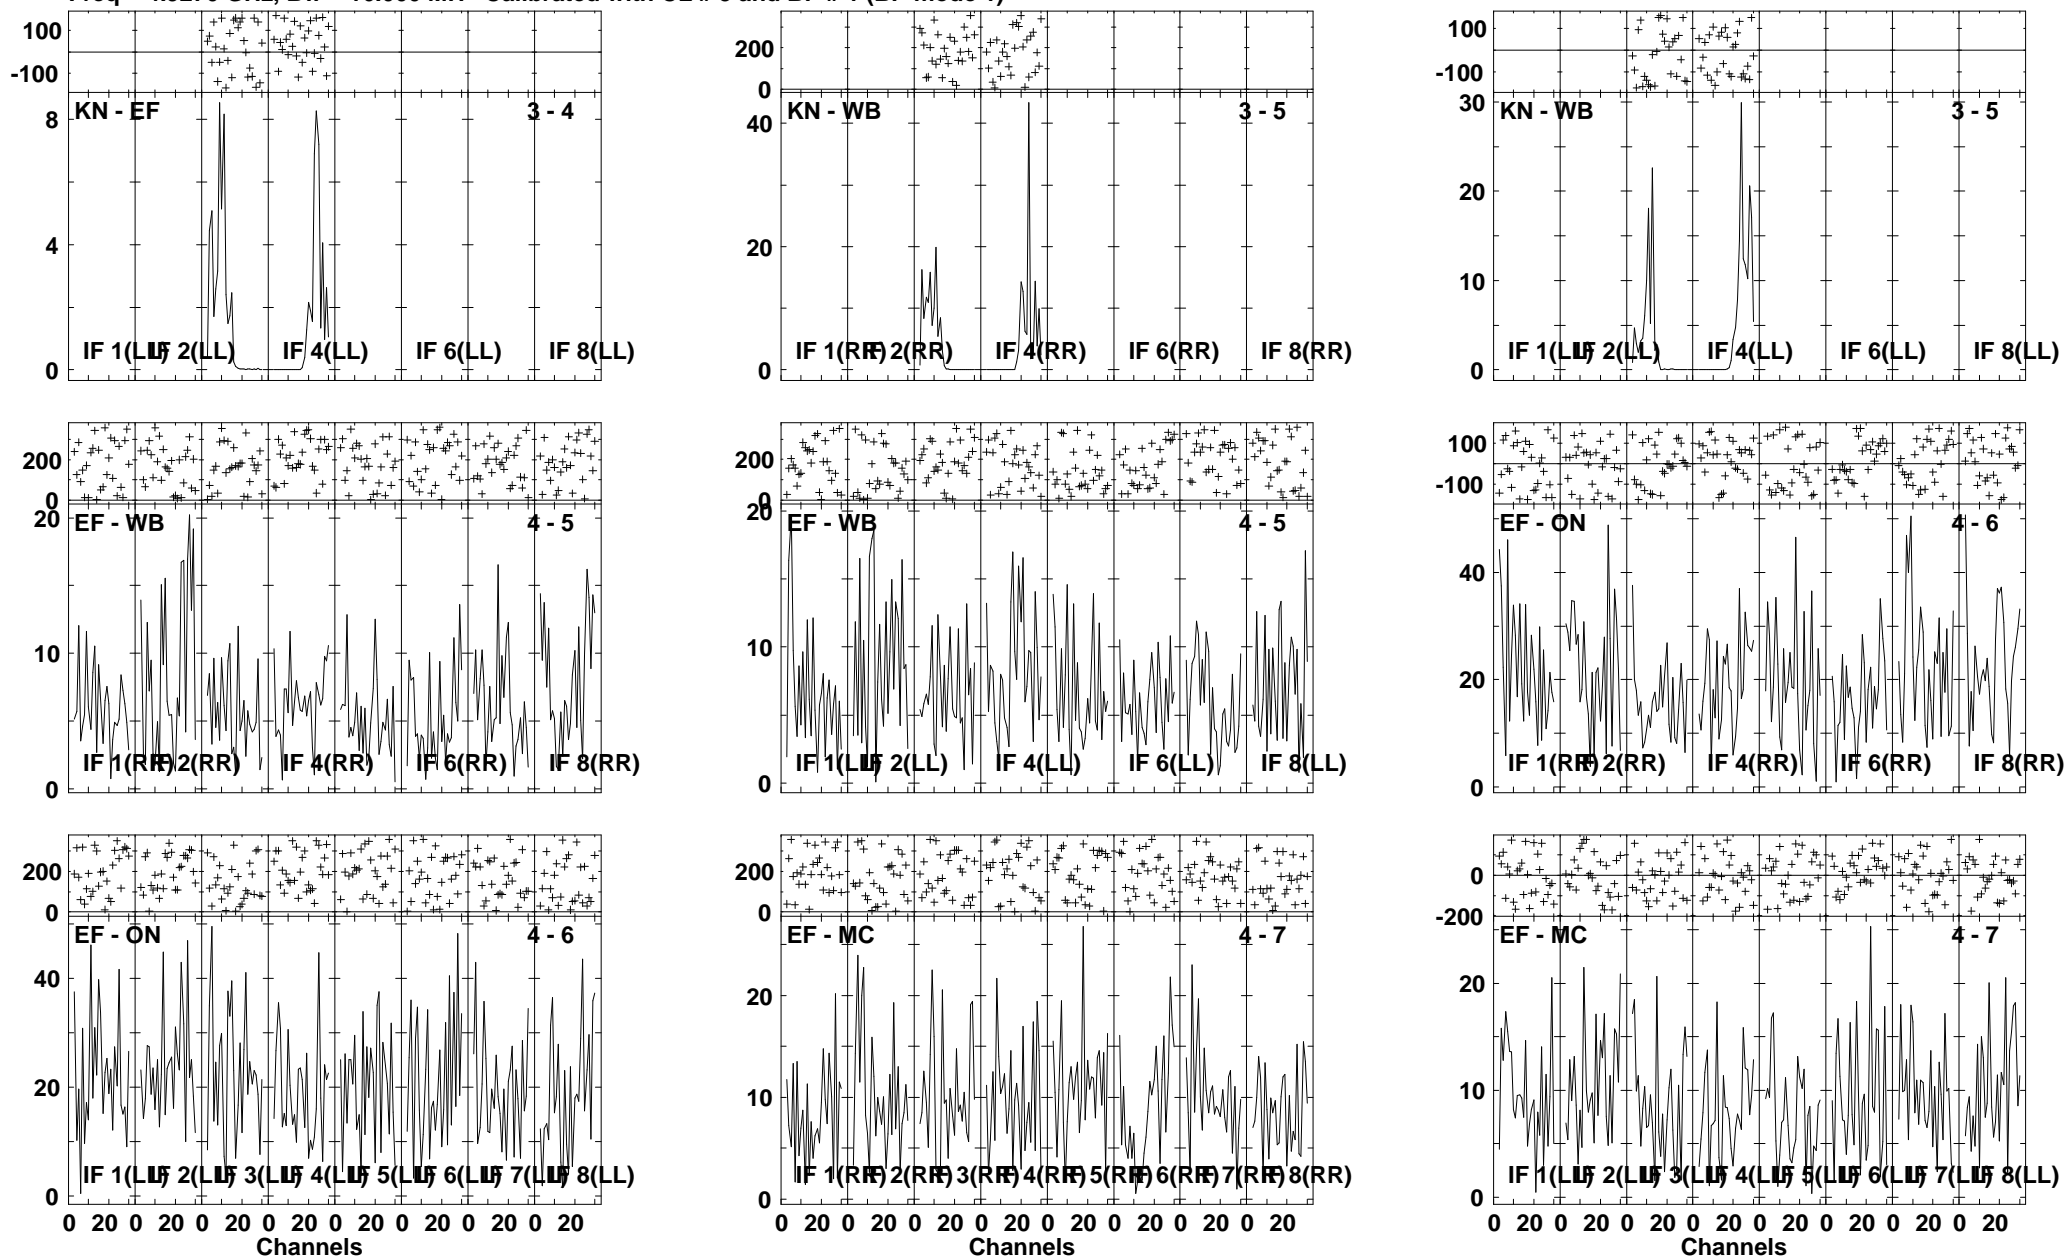 100
-100
KN - EF 3 - 4
8
4
0
IF 1(LL) IF 2(LL) IF 4(LL) IF 6(LL) IF 8(LL)
200
0
KN - WB 3 - 5
40
20
0
IF 1(RR) IF 2(RR) IF 4(RR) IF 6(RR) IF 8(RR)
100
-100
KN - WB 3 - 5
30
20
10
0
IF 1(LL) IF 2(LL) IF 4(LL) IF 6(LL) IF 8(LL)
200
0
EF - WB 4 - 5
20
10
0
IF 1(RR) IF 2(RR) IF 4(RR) IF 6(RR) IF 8(RR)
200
0
EF - WB 4 - 5
20
10
0
IF 1(LL) IF 2(LL) IF 4(LL) IF 6(LL) IF 8(LL)
100
-100
EF - ON 4 - 6
40
20
0
IF 1(RR) IF 2(RR) IF 4(RR) IF 6(RR) IF 8(RR)
200
0
EF - ON 4 - 6
40
20
0
IF 1(LL) IF 2(LL) IF 3(LL) IF 4(LL) IF 5(LL) IF 6(LL) IF 7(LL) IF 8(LL)
0 20 0 20 0 20 0 20 0 20 0 20 0 20 0 20
Channels
200
0
EF - MC 4 - 7
20
10
0
IF 1(RR) IF 2(RR) IF 3(RR) IF 4(RR) IF 5(RR) IF 6(RR) IF 7(RR) IF 8(RR)
0 20 0 20 0 20 0 20 0 20 0 20 0 20 0 20
Channels
0
-200
EF - MC 4 - 7
20
10
0
IF 1(LL) IF 2(LL) IF 3(LL) IF 4(LL) IF 5(LL) IF 6(LL) IF 7(LL) IF 8(LL)
0 20 0 20 0 20 0 20 0 20 0 20 0 20 0 20
Channels